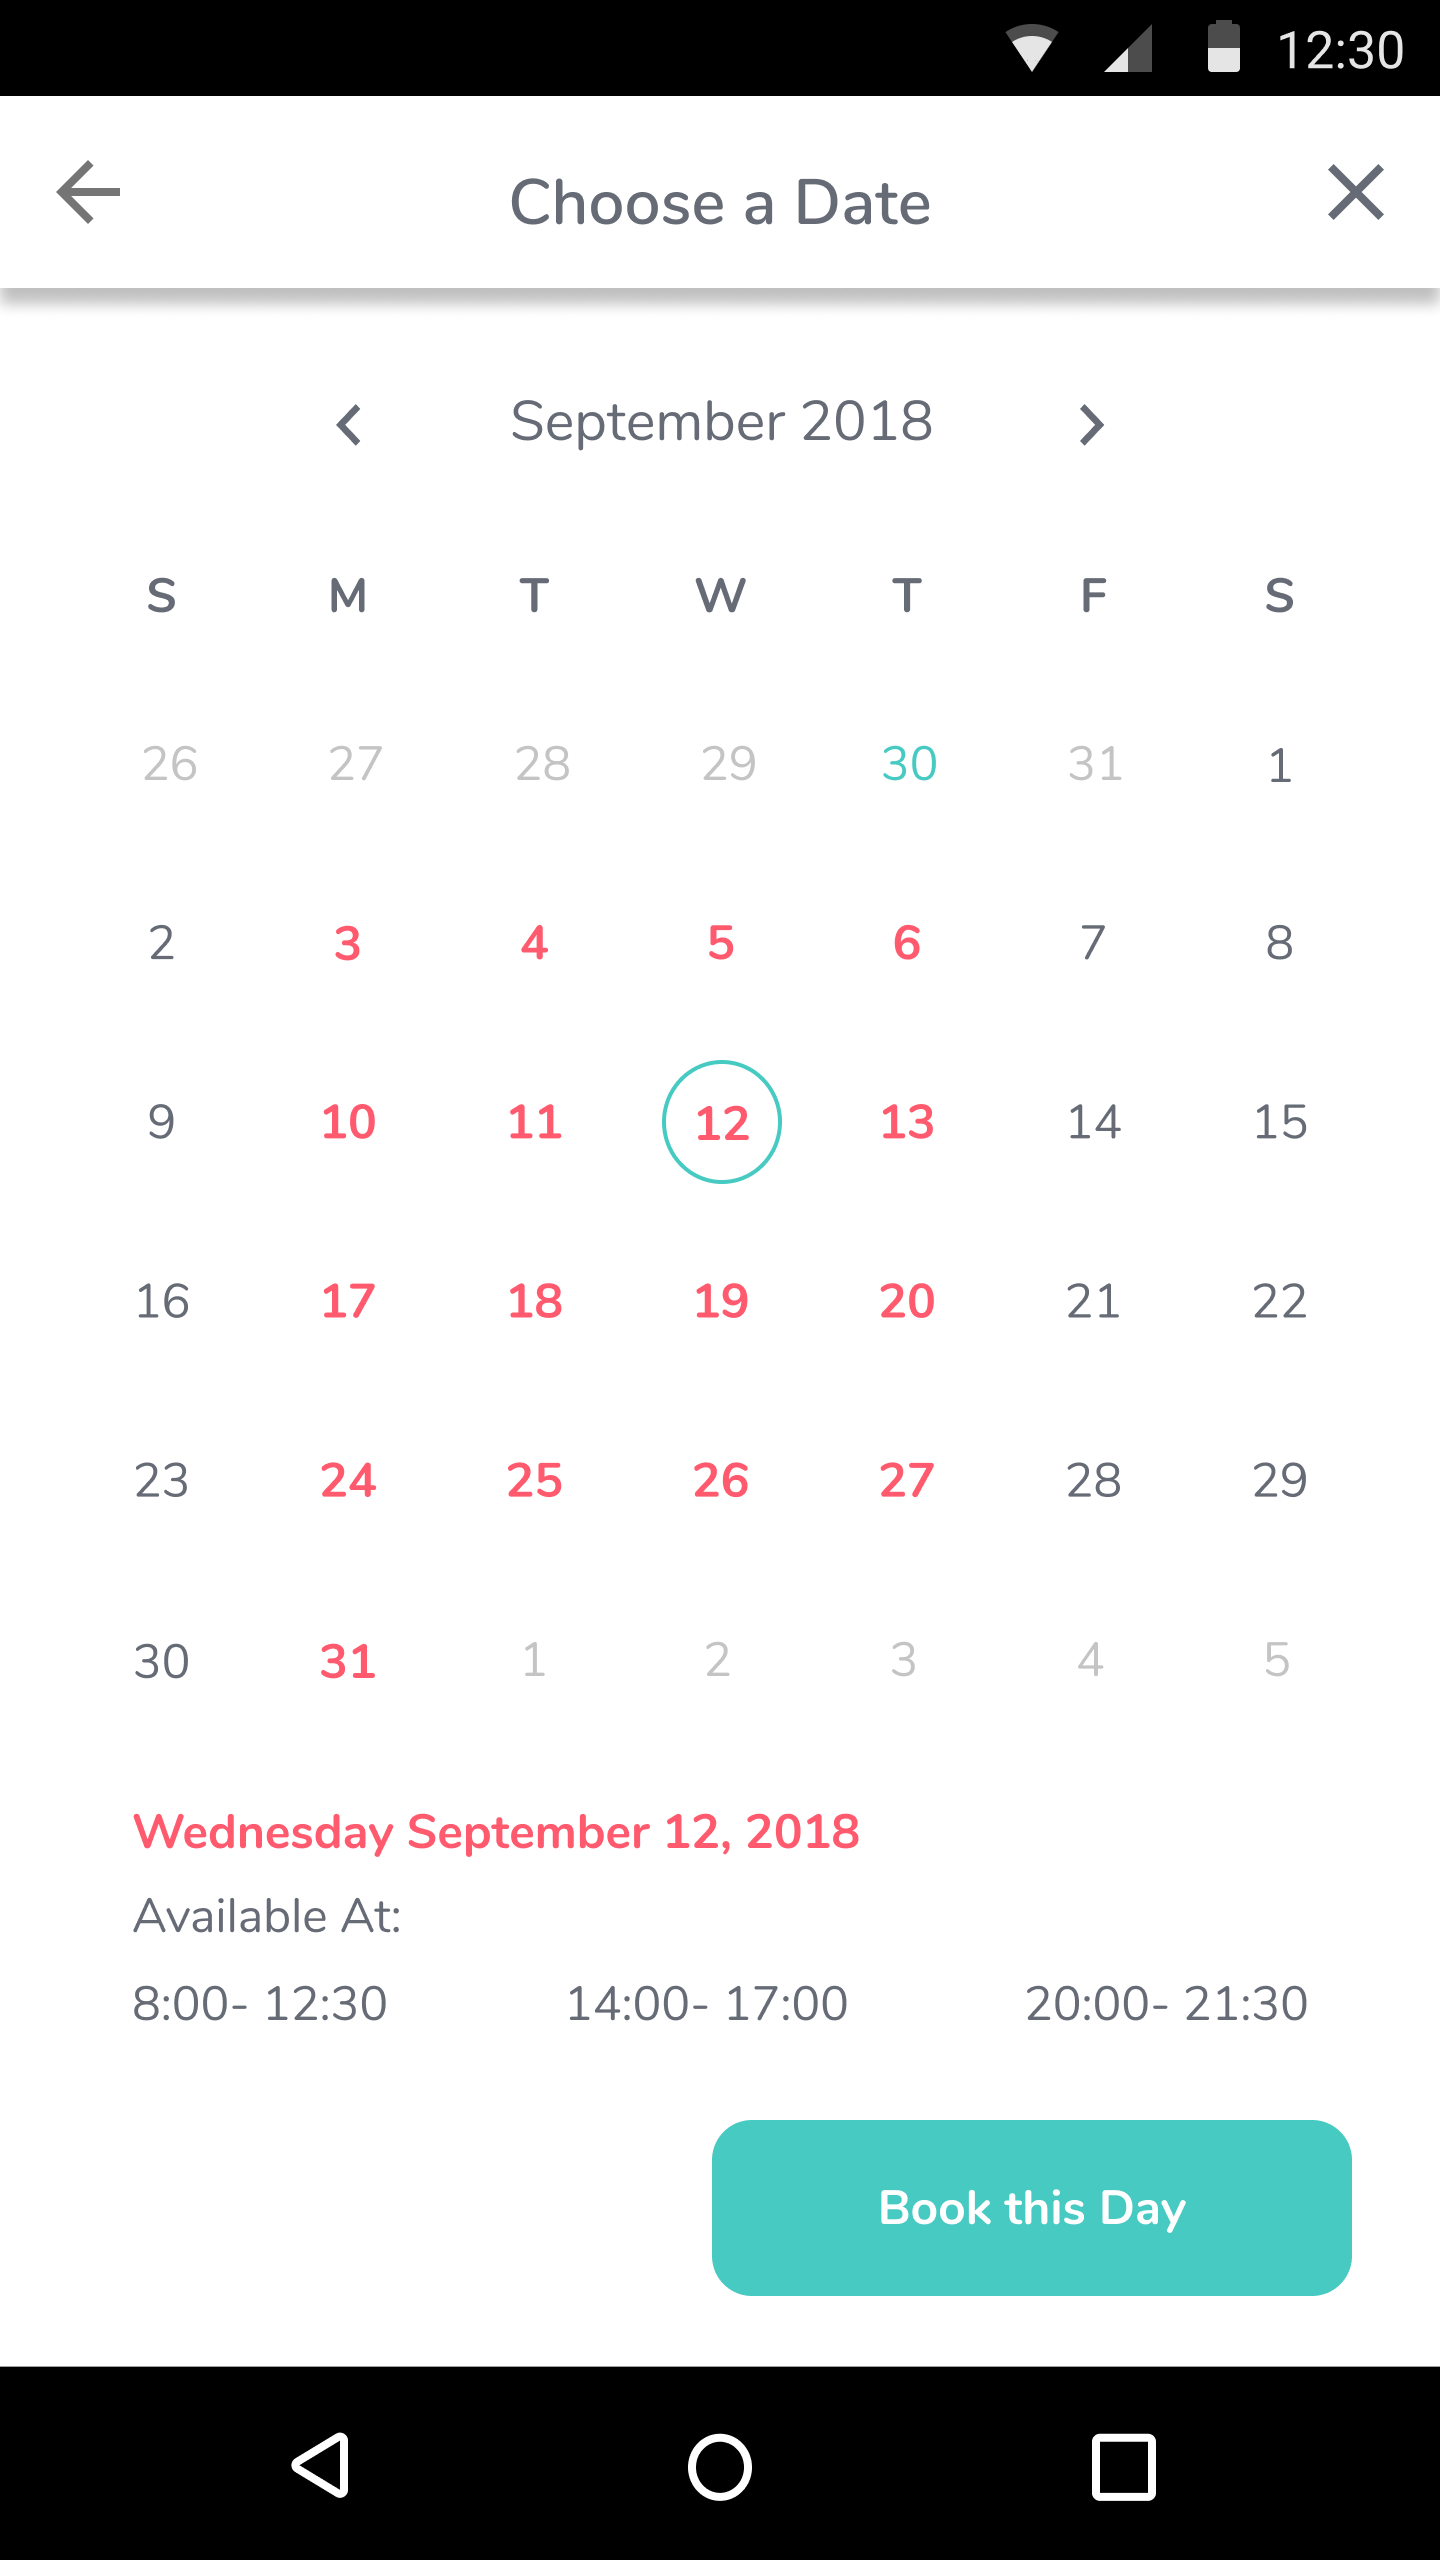 12:30
Choose a Date
September 2018
S M T W T F S
26 27 28 29 30 31 1
2 3 4 5 6 7 8
9 10 11 12 13 14 15
16 17 18 19 20 21 22
23 24 25 26 27 28 29
30 31 1 2 3 4 5
Wednesday September 12, 2018
Available At:
8:00- 12:30 14:00- 17:00 20:00- 21:30
Book this Day